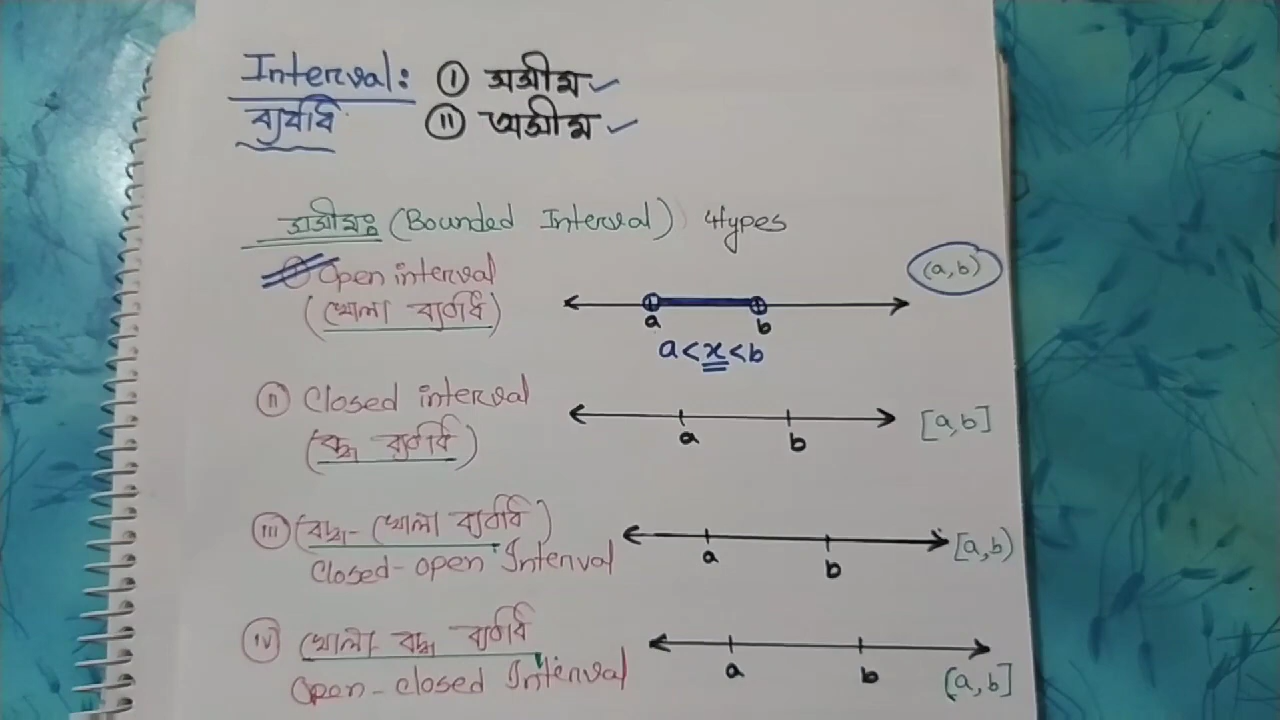 Interval: (i) সসীম
ব্যবধি (ii) অসীম
সসীমঃ (Bounded Interval) 4types
Open interval (a,b)
(খোলা ব্যবধি)
a b
a<x<b
(ii) Closed interval [a,b]
(বদ্ধ ব্যবধি) a b
(iii) (বদ্ধ-খোলা ব্যবধি) [a,b)
Closed-open Interval a b
(iv) খোলা-বদ্ধ ব্যবধি
Open-closed Interval a b (a,b]